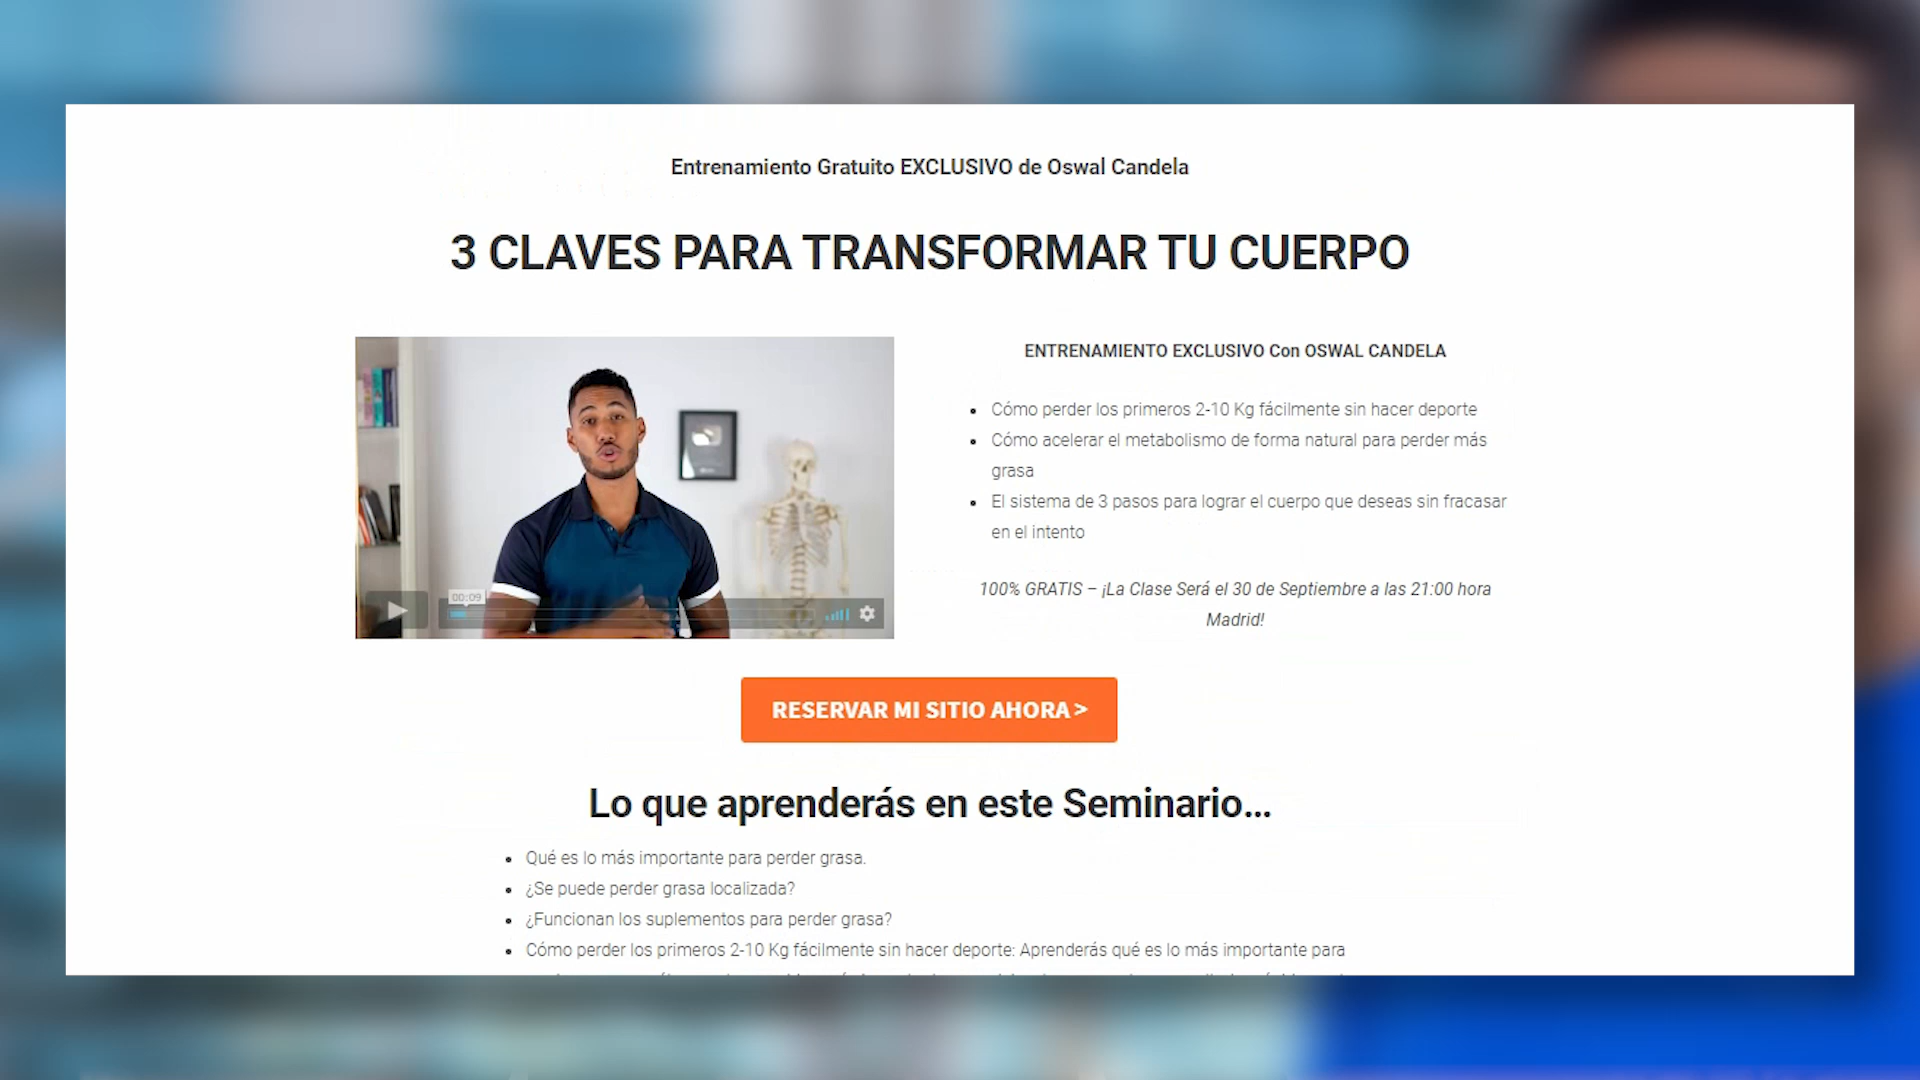 Entrenamiento Gratuito EXCLUSIVO de Oswal Candela
3 CLAVES PARA TRANSFORMAR TU CUERPO
00:09
ENTRENAMIENTO EXCLUSIVO Con OSWAL CANDELA
• Cómo perder los primeros 2-10 Kg fácilmente sin hacer deporte
• Cómo acelerar el metabolismo de forma natural para perder más
grasa
• El sistema de 3 pasos para lograr el cuerpo que deseas sin fracasar
en el intento
100% GRATIS – ¡La Clase Será el 30 de Septiembre a las 21:00 hora
Madrid!
RESERVAR MI SITIO AHORA >
Lo que aprenderás en este Seminario...
• Qué es lo más importante para perder grasa.
• ¿Se puede perder grasa localizada?
• ¿Funcionan los suplementos para perder grasa?
• Cómo perder los primeros 2-10 Kg fácilmente sin hacer deporte: Aprenderás qué es lo más importante para